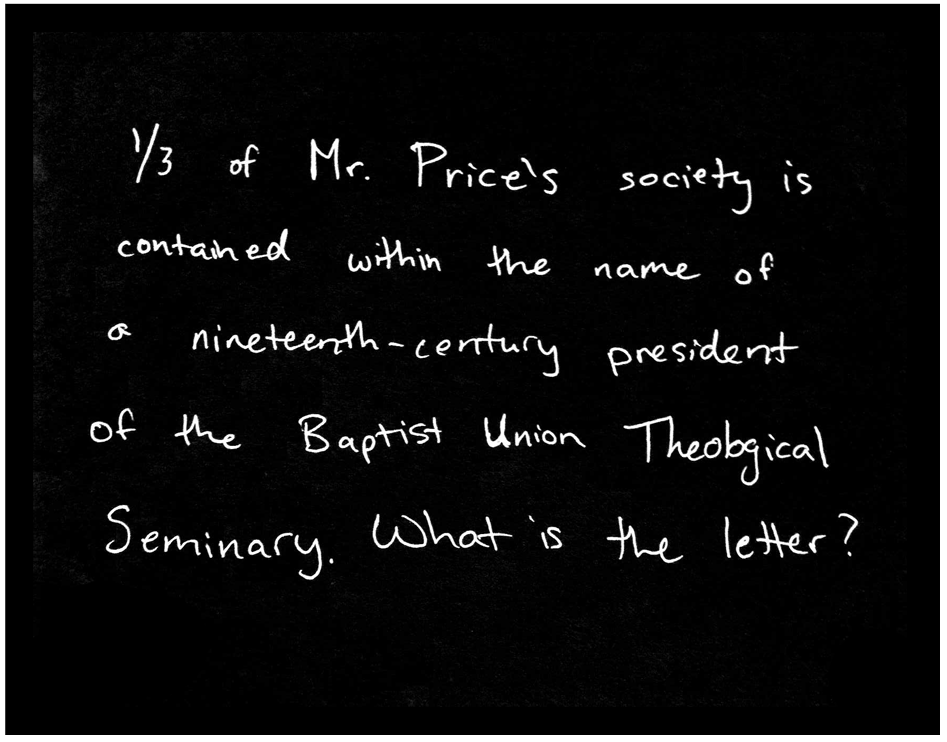 1/3 of Mr. Price's society is
contained within the name of
a nineteenth-century president
of the Baptist Union Theological
Seminary. What is the letter?